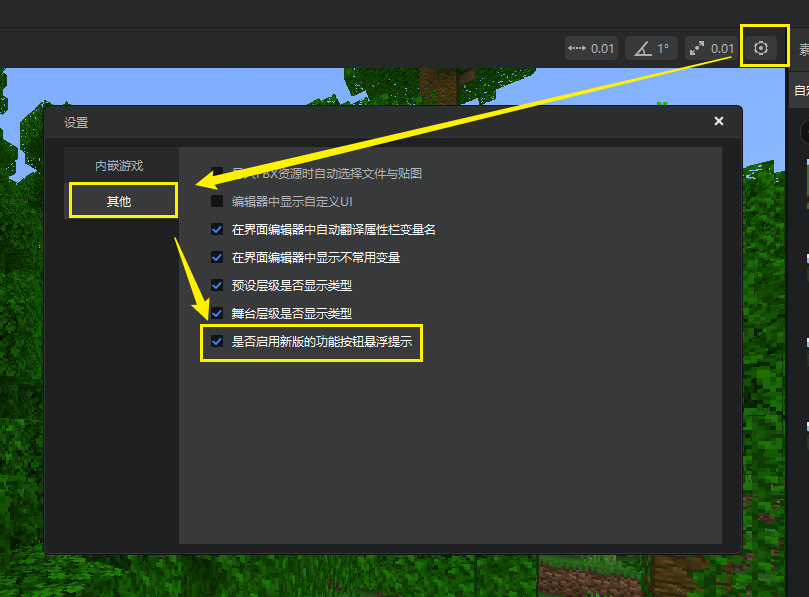 0.01
1°
0.01
素
自定
设置
内嵌游戏
其他
FBX资源时自动选择文件与贴图
编辑器中显示自定义UI
在界面编辑器中自动翻译属性栏变量名
在界面编辑器中显示不常用变量
预设层级是否显示类型
舞台层级是否显示类型
是否启用新版的功能按钮悬浮提示